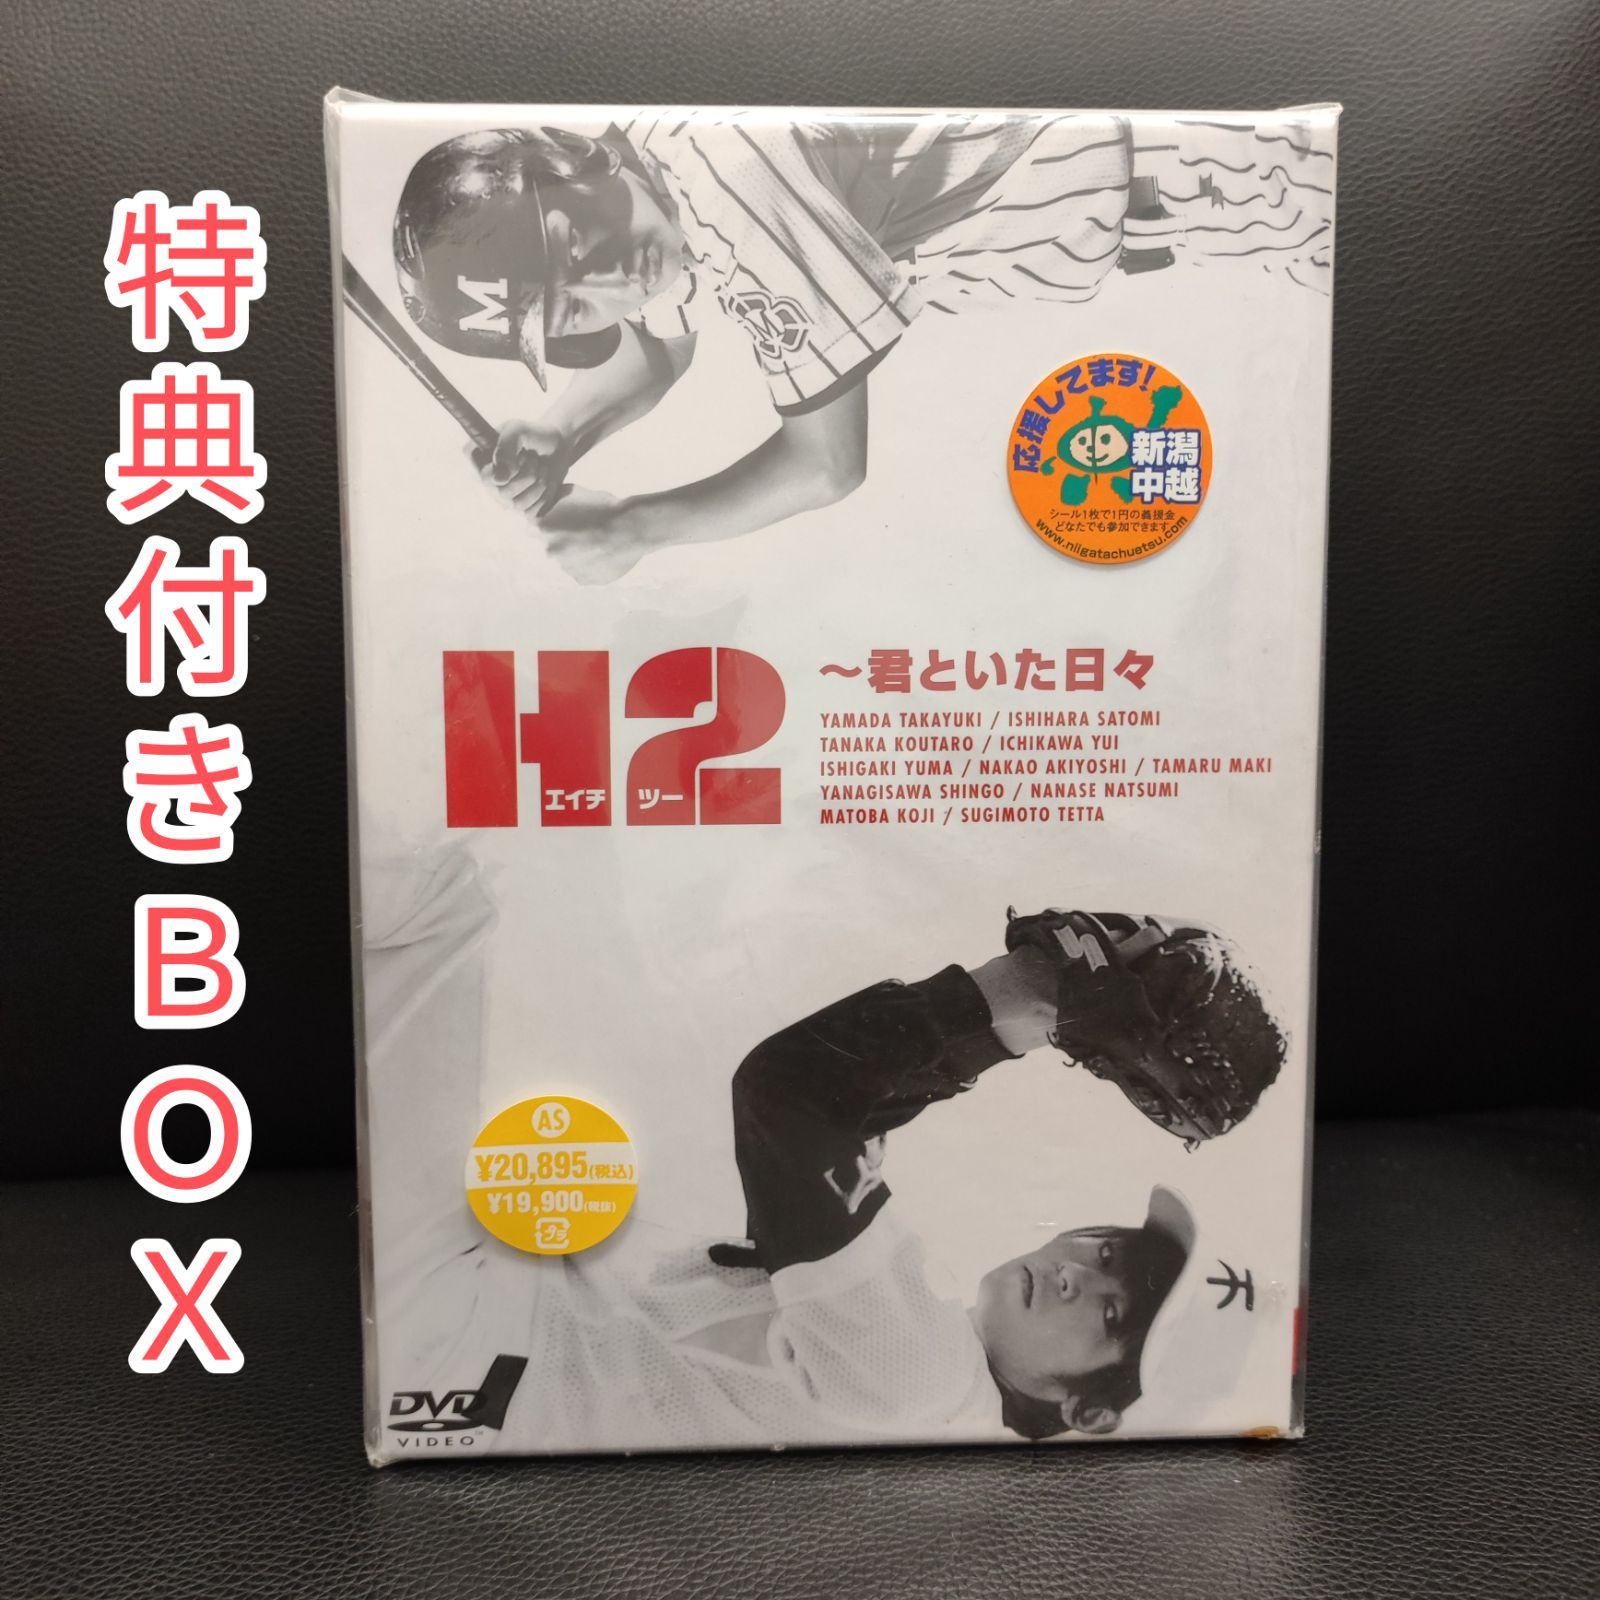 特典付きBOX
M
M
応援してます!
新潟
中越
シール1枚で1円の義援金
どなたでも参加できます
www.niigatachuetsu.com
H2
エイチ ツー
～君といた日々
YAMADA TAKAYUKI / ISHIHARA SATOMI
TANAKA KOUTARO / ICHIKAWA YUI
ISHIGAKI YUMA / NAKAO AKIYOSHI / TAMARU MAKI
YANAGISAWA SHINGO / NANASE NATSUMI
MATOBA KOJI / SUGIMOTO TETTA
AS
¥20,895(税込)
¥19,900(税抜)
プラ
DVD
VIDEO